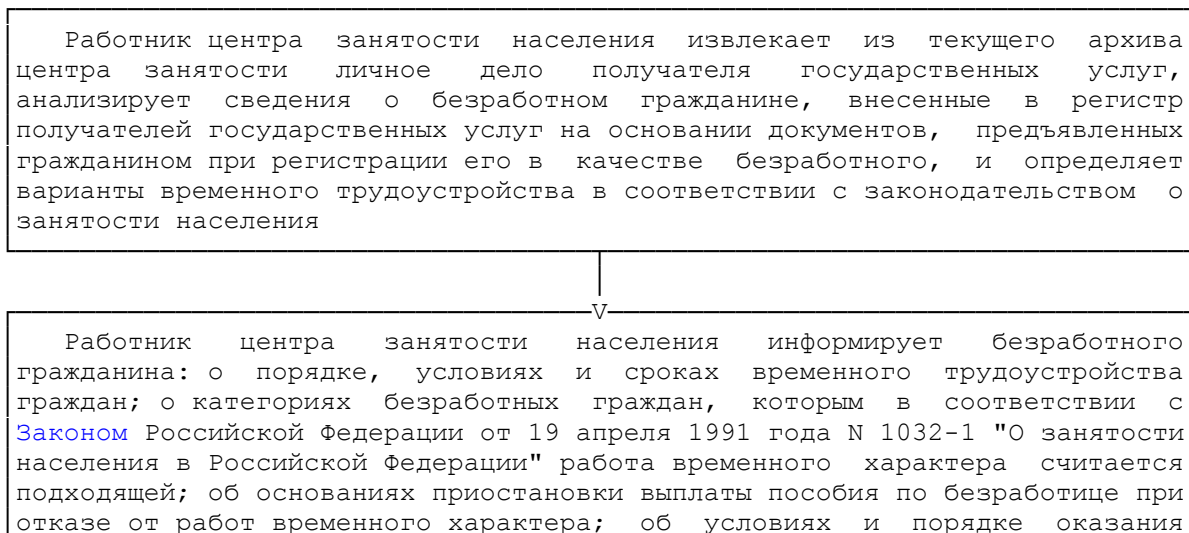 Работник центра занятости населения извлекает из текущего архива
центра занятости личное дело получателя государственных услуг,
анализирует сведения о безработном гражданине, внесенные в регистр
получателей государственных услуг на основании документов, предъявленных
гражданином при регистрации его в качестве безработного, и определяет
варианты временного трудоустройства в соответствии с законодательством о
занятости населения
V
Работник центра занятости населения информирует безработного
гражданина: о порядке, условиях и сроках временного трудоустройства
граждан; о категориях безработных граждан, которым в соответствии с
Законом Российской Федерации от 19 апреля 1991 года N 1032-1 "О занятости
населения в Российской Федерации" работа временного характера считается
подходящей; об основаниях приостановки выплаты пособия по безработице при
отказе от работ временного характера; об условиях и порядке оказания